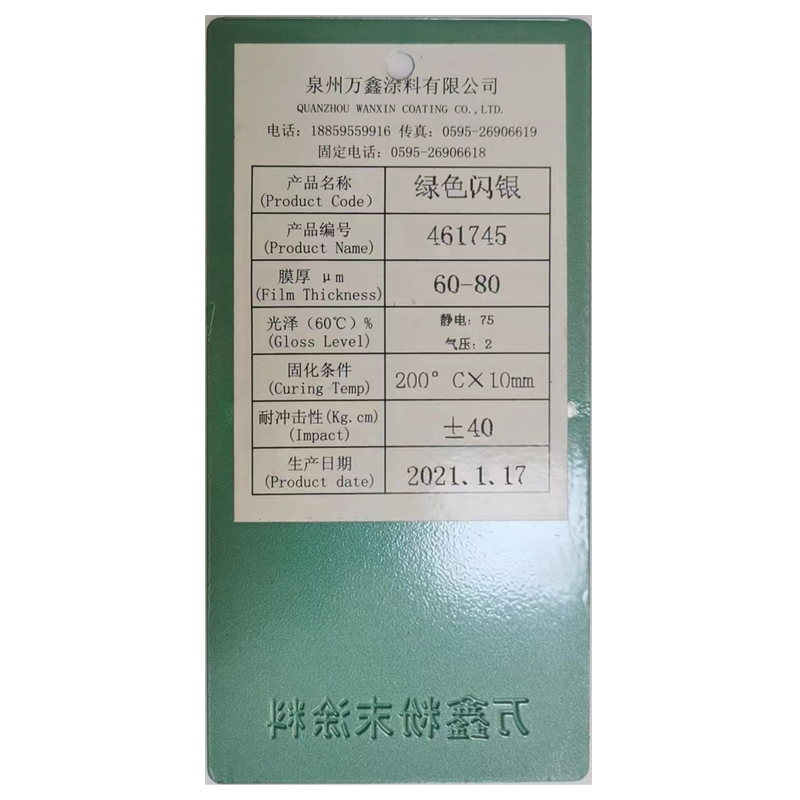 泉州万鑫涂料有限公司
QUANZHOU WANXIN COATING CO.,LTD.
电话：18859559916 传真：0595-26906619
固定电话：0595-26906618
产品名称
(Product Code)
绿色闪银
产品编号
(Product Name)
461745
膜厚 μm
(Film Thickness)
60-80
光泽（60℃）%
(Gloss Level)
静电：75
气压：2
固化条件
(Curing Temp)
200° C×10mm
耐冲击性(Kg.cm)
(Impact)
±40
生产日期
(Product date)
2021.1.17
万鑫粉末涂料